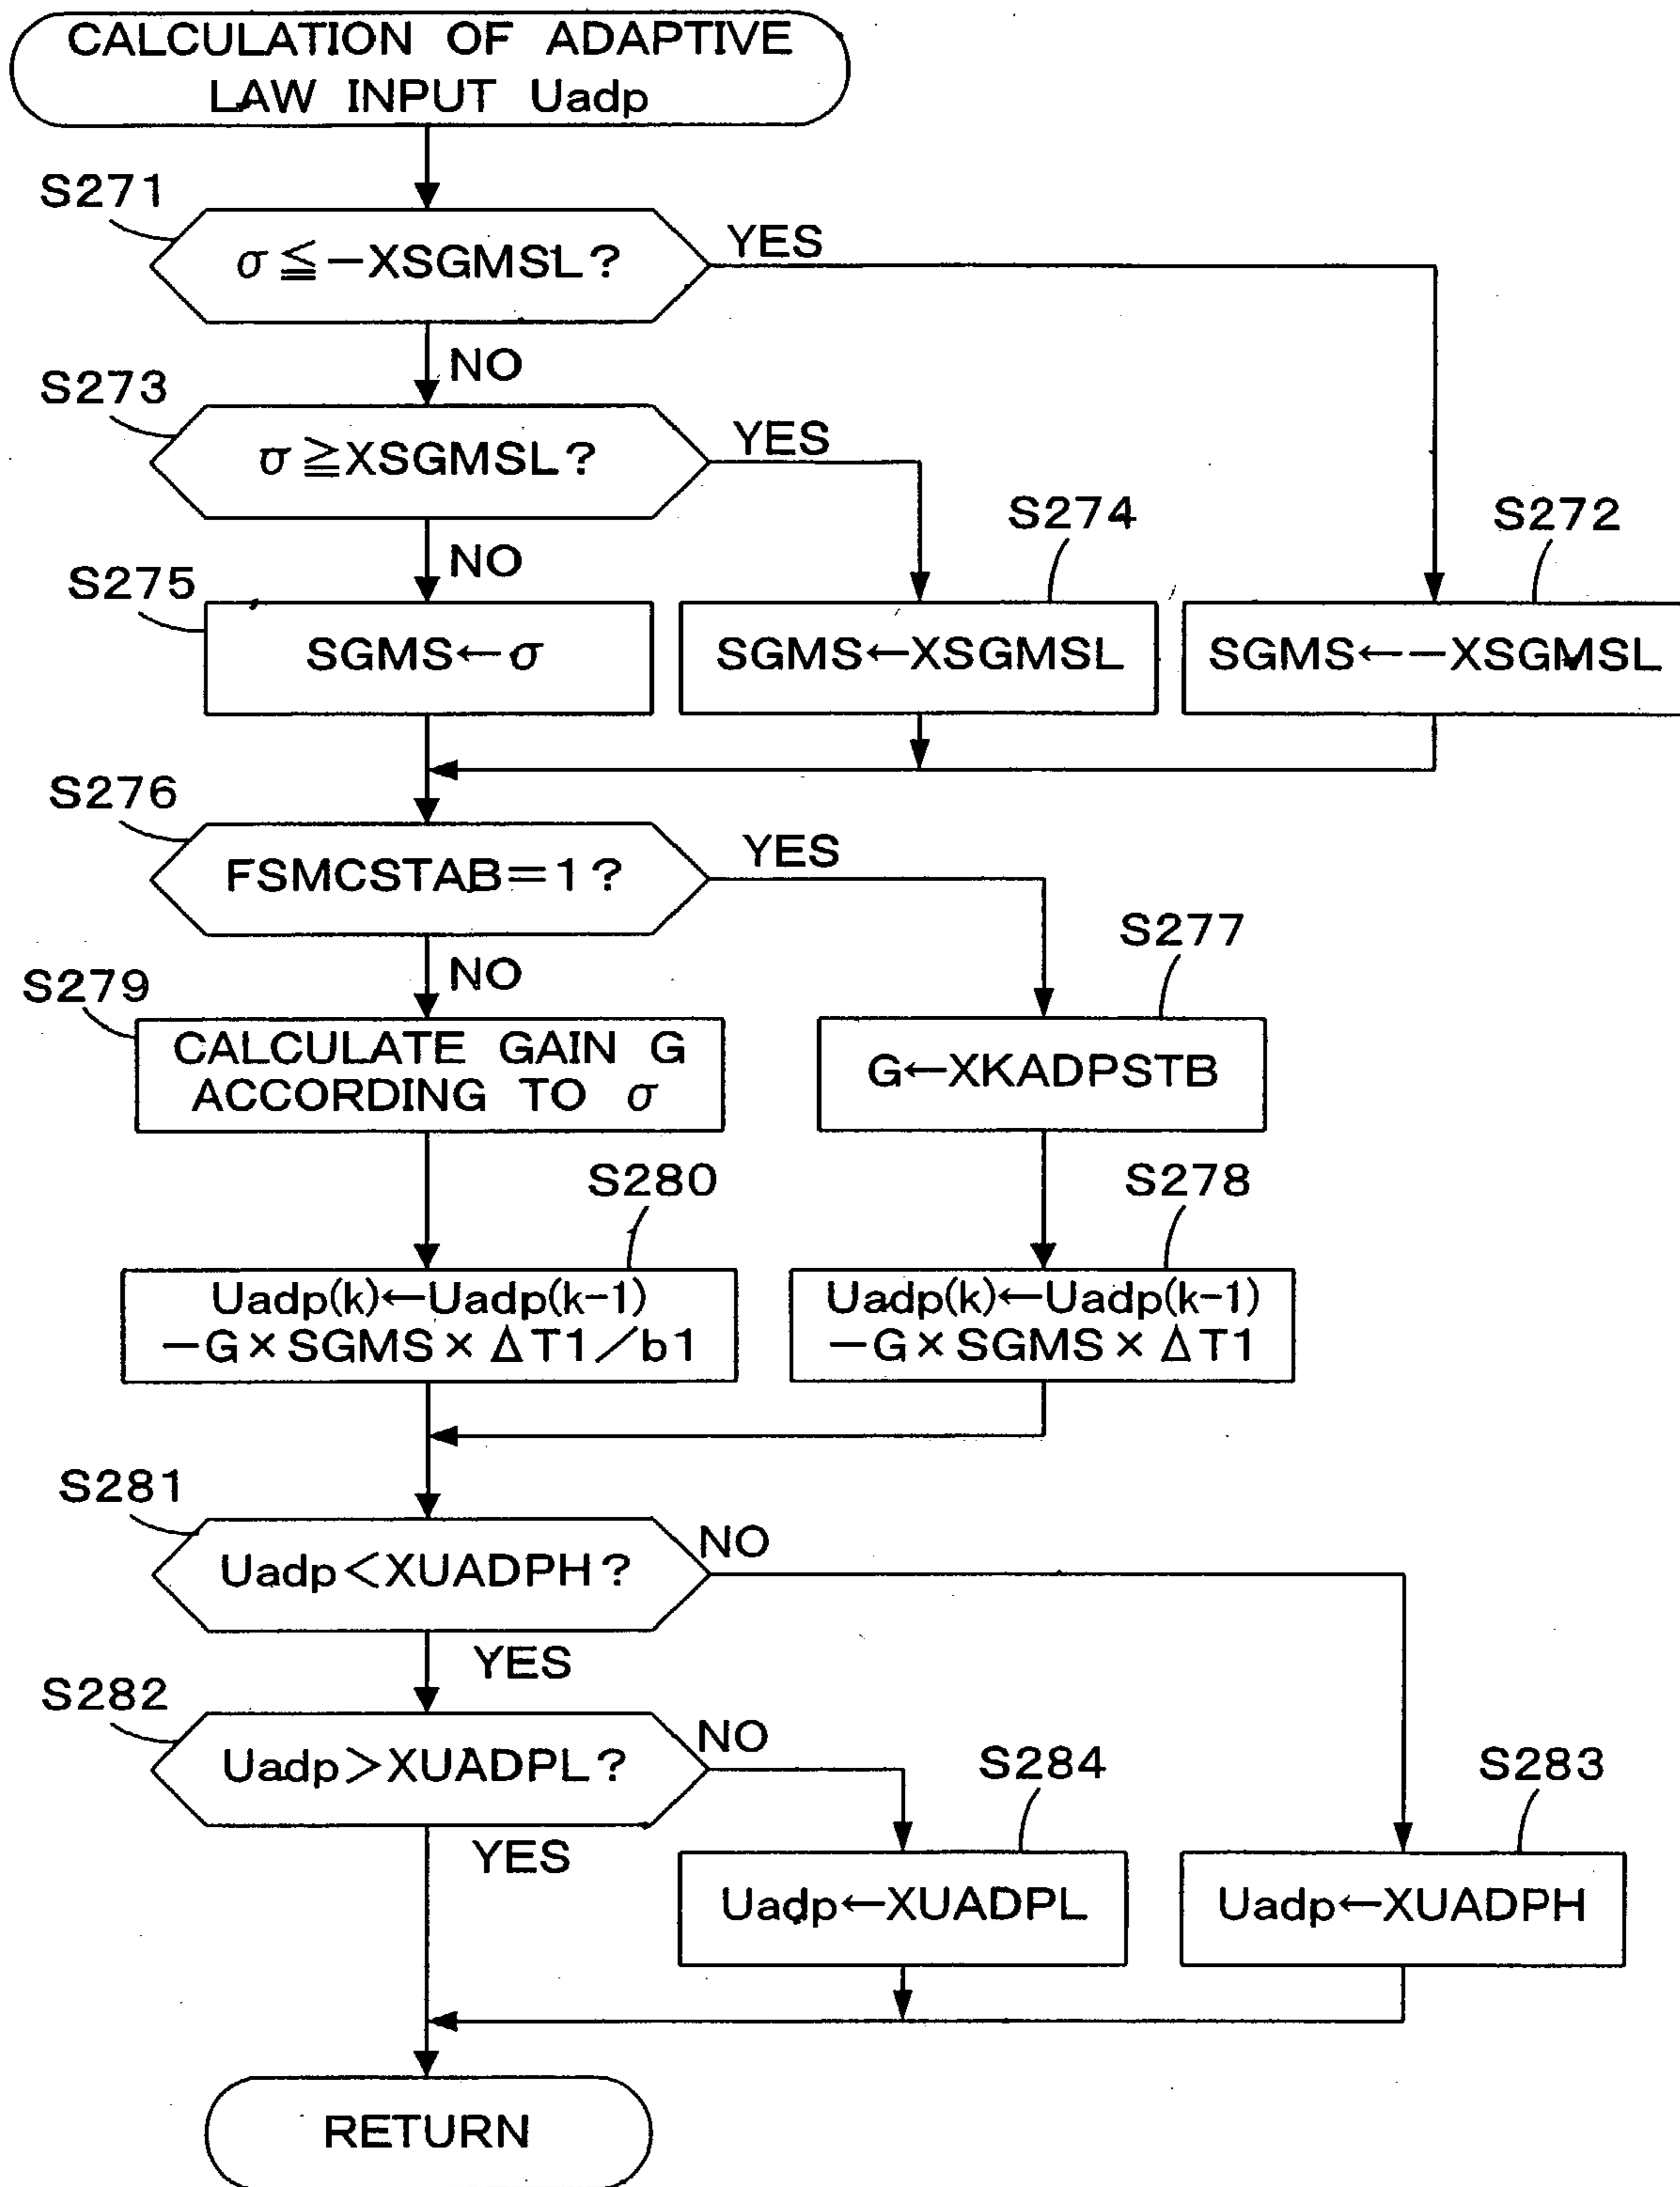 CALCULATION OF ADAPTIVE
LAW INPUT Uadp
S271
σ≦−XSGMSL?
YES
NO
S273
σ≧XSGMSL?
YES
NO
S274
S272
S275
SGMS←σ
SGMS←XSGMSL
SGMS←−XSGMSL
S276
FSMCSTAB=1?
YES
NO
S277
S279
CALCULATE GAIN G
ACCORDING TO σ
G←XKADPSTB
S280
S278
Uadp(k)←Uadp(k-1)
−G×SGMS×ΔT1/b1
Uadp(k)←Uadp(k-1)
−G×SGMS×ΔT1
S281
Uadp<XUADPH?
NO
YES
S282
Uadp>XUADPL?
NO
YES
S284
S283
Uadp←XUADPL
Uadp←XUADPH
RETURN